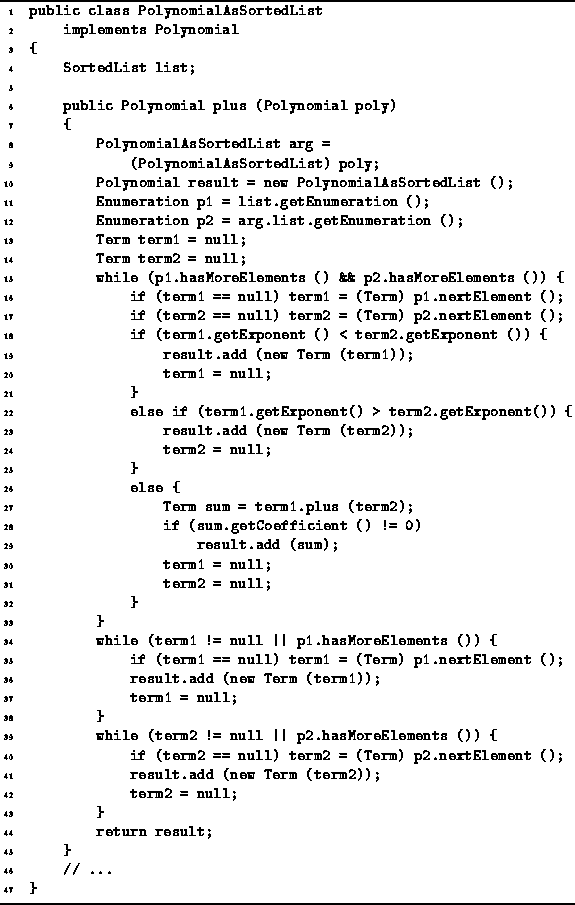 1 public class PolynomialAsSortedList
2     implements Polynomial
3 {
4     SortedList list;
5
6     public Polynomial plus (Polynomial poly)
7     {
8         PolynomialAsSortedList arg =
9             (PolynomialAsSortedList) poly;
10         Polynomial result = new PolynomialAsSortedList ();
11         Enumeration p1 = list.getEnumeration ();
12         Enumeration p2 = arg.list.getEnumeration ();
13         Term term1 = null;
14         Term term2 = null;
15         while (p1.hasMoreElements () && p2.hasMoreElements ()) {
16             if (term1 == null) term1 = (Term) p1.nextElement ();
17             if (term2 == null) term2 = (Term) p2.nextElement ();
18             if (term1.getExponent () < term2.getExponent ()) {
19                 result.add (new Term (term1));
20                 term1 = null;
21             }
22             else if (term1.getExponent() > term2.getExponent()) {
23                 result.add (new Term (term2));
24                 term2 = null;
25             }
26             else {
27                 Term sum = term1.plus (term2);
28                 if (sum.getCoefficient () != 0)
29                     result.add (sum);
30                 term1 = null;
31                 term2 = null;
32             }
33         }
34         while (term1 != null || p1.hasMoreElements ()) {
35             if (term1 == null) term1 = (Term) p1.nextElement ();
36             result.add (new Term (term1));
37             term1 = null;
38         }
39         while (term2 != null || p2.hasMoreElements ()) {
40             if (term2 == null) term2 = (Term) p2.nextElement ();
41             result.add (new Term (term2));
42             term2 = null;
43         }
44         return result;
45     }
46     // ...
47 }